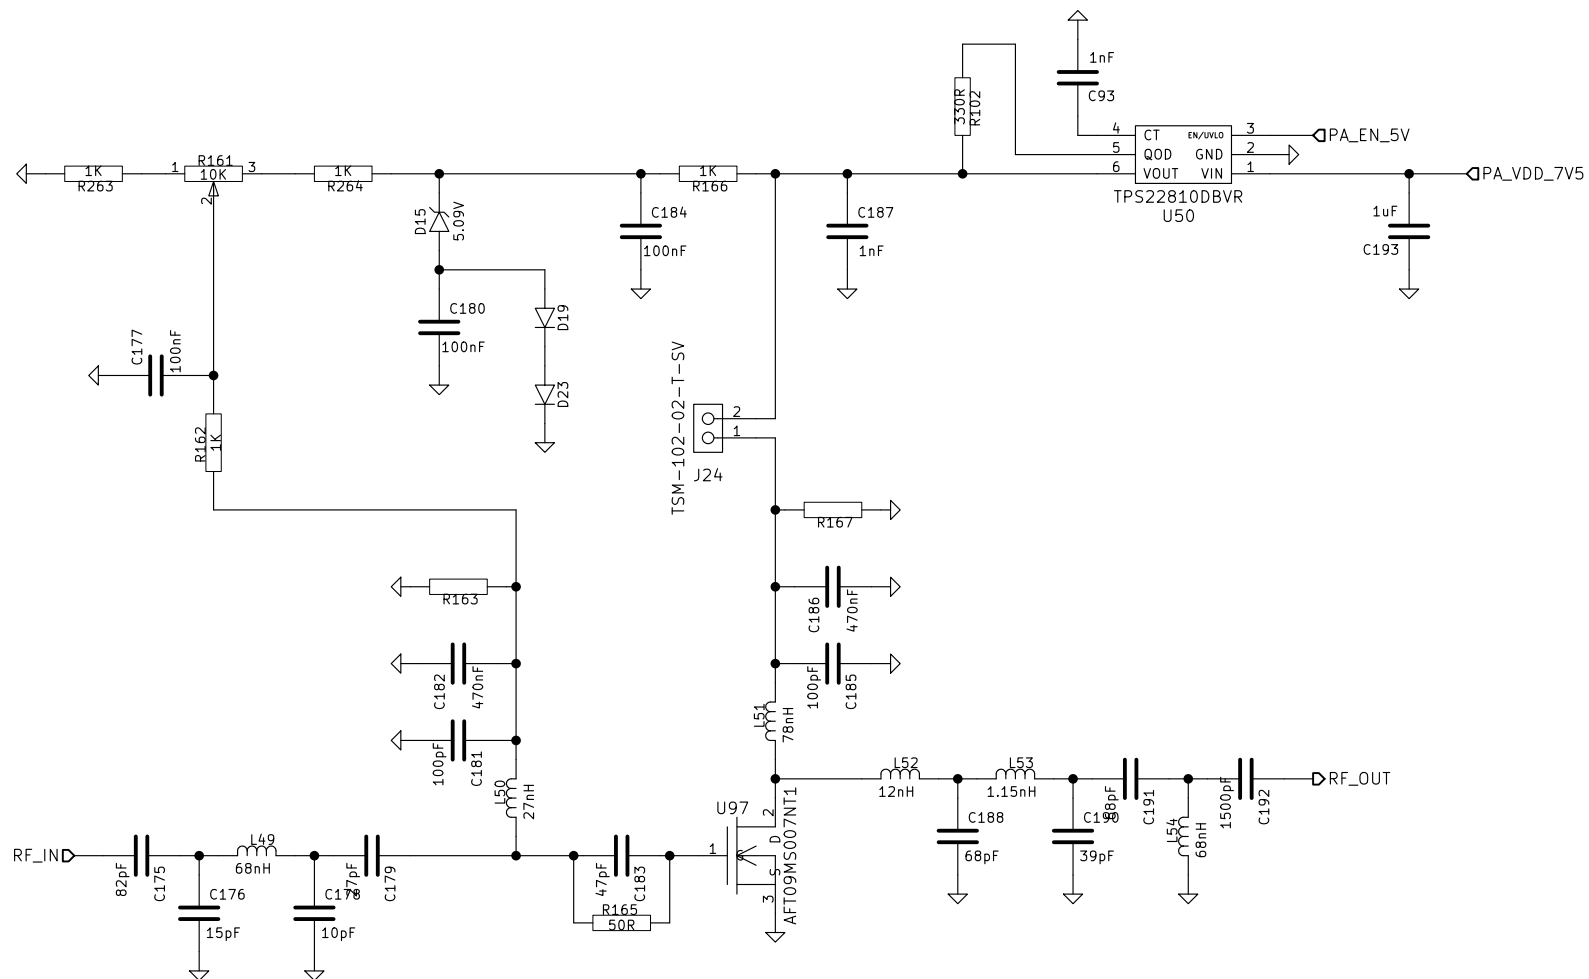 1nF
C93
330R
R102
4 CT EN/UVLO 3
PA_EN_5V
5 QOD GND 2
6 VOUT VIN 1
PA_VDD_7V5
TPS22810DBVR
U50
1uF
C193
1K
R263
1 R161 3
10K
2
1K
R264
1K
R166
D15
5.09V
C184
100nF
C187
1nF
C180
100nF
D19
D23
C177
100nF
R162
1K
TSM-102-02-T-SV
2
1
J24
R167
R163
C186
470nF
C182
470nF
100pF
C185
100pF
C181
L51
78nH
L50
27nH
L52
12nH
L53
1.15nH
C191
1500pF
C192
RF_OUT
C188
68pF
C190
39pF
L54
68nH
U97
AFT09MS007NT1
2
D
1
G
S
3
RF_IN
82pF
C175
L49
68nH
C179
C176
15pF
C178
10pF
47pF
C183
R165
50R